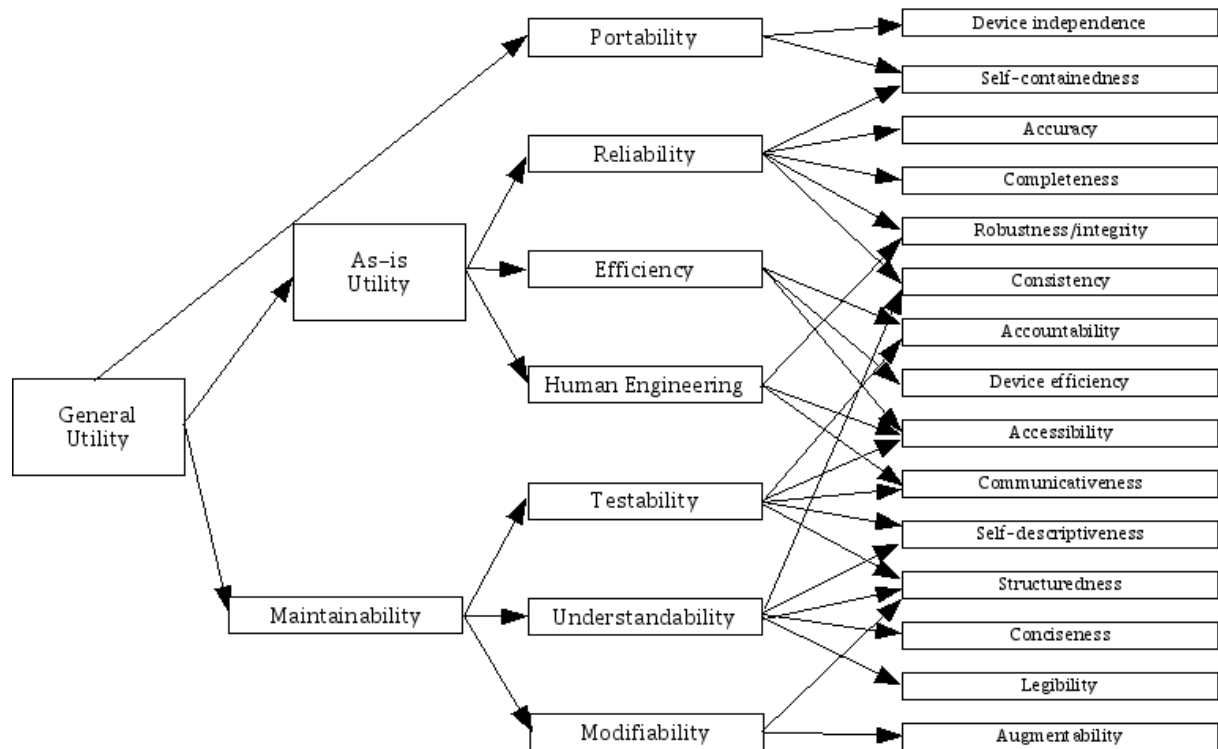 Portability
Device independence
Self-containedness
Reliability
Accuracy
Completeness
Robustness/integrity
As-is
Utility
Efficiency
Consistency
Accountability
Human Engineering
Device efficiency
General
Utility
Accessibility
Testability
Communicativeness
Self-descriptiveness
Maintainability
Understandability
Structuredness
Conciseness
Legibility
Modifiability
Augmentability